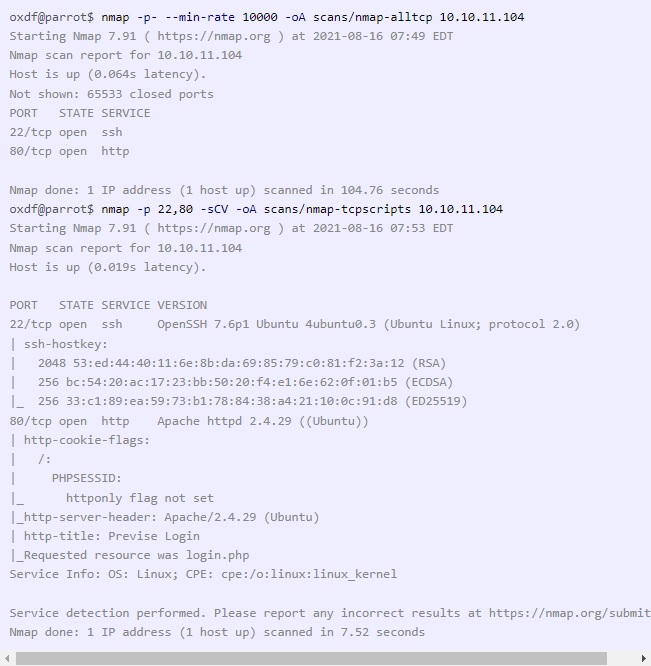 oxdf@parrot$ nmap -p- --min-rate 10000 -oA scans/nmap-alltcp 10.10.11.104
Starting Nmap 7.91 ( https://nmap.org ) at 2021-08-16 07:49 EDT
Nmap scan report for 10.10.11.104
Host is up (0.064s latency).
Not shown: 65533 closed ports
PORT   STATE SERVICE
22/tcp open  ssh
80/tcp open  http

Nmap done: 1 IP address (1 host up) scanned in 104.76 seconds
oxdf@parrot$ nmap -p 22,80 -sCV -oA scans/nmap-tcpscripts 10.10.11.104
Starting Nmap 7.91 ( https://nmap.org ) at 2021-08-16 07:53 EDT
Nmap scan report for 10.10.11.104
Host is up (0.019s latency).

PORT   STATE SERVICE VERSION
22/tcp open  ssh     OpenSSH 7.6p1 Ubuntu 4ubuntu0.3 (Ubuntu Linux; protocol 2.0)
| ssh-hostkey:
|   2048 53:ed:44:40:11:6e:8b:da:69:85:79:c0:81:f2:3a:12 (RSA)
|   256 bc:54:20:ac:17:23:bb:50:20:f4:e1:6e:62:0f:01:b5 (ECDSA)
|_  256 33:c1:89:ea:59:73:b1:78:84:38:a4:21:10:0c:91:d8 (ED25519)
80/tcp open  http    Apache httpd 2.4.29 ((Ubuntu))
| http-cookie-flags:
|   /:
|     PHPSESSID:
|_      httponly flag not set
|_http-server-header: Apache/2.4.29 (Ubuntu)
| http-title: Previse Login
|_Requested resource was login.php
Service Info: OS: Linux; CPE: cpe:/o:linux:linux_kernel

Service detection performed. Please report any incorrect results at https://nmap.org/submit
Nmap done: 1 IP address (1 host up) scanned in 7.52 seconds